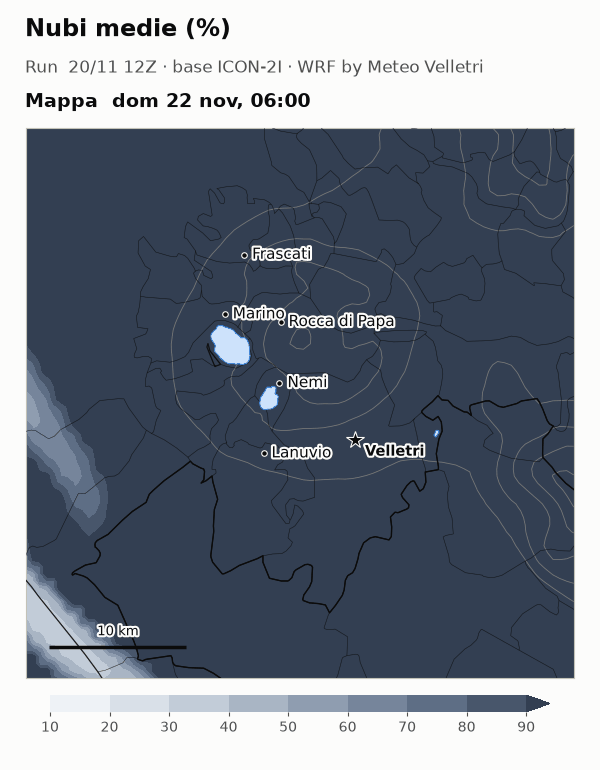 Nubi medie (%)
Run  20/11 12Z · base ICON-2I · WRF by Meteo Velletri
Mappa  dom 22 nov, 06:00
Frascati
Marino
Rocca di Papa
Nemi
Velletri
Lanuvio
10 km
10 20 30 40 50 60 70 80 90